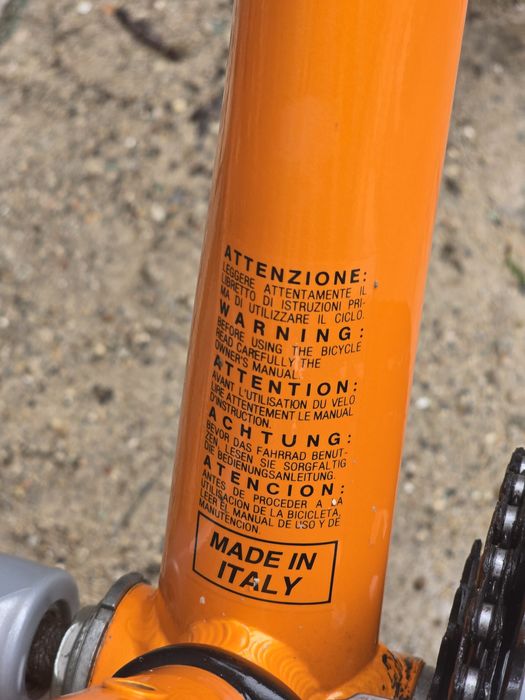 ATTENZIONE:
LEGGERE ATTENTAMENTE IL
LIBRETTO DI ISTRUZIONI PRI-
MA DI UTILIZZARE IL CICLO.
WARNING:
BEFORE USING THE BICYCLE
READ CAREFULLY THE
OWNER'S MANUAL.
ATTENTION:
AVANT L'UTILISATION DU VELO
LIRE ATTENTEMENT LE MANUAL
D'INSTRUCTION.
ACHTUNG:
BEVOR DAS FAHRRAD BENUT-
ZEN, LESEN SIE SORGFALTIG
DIE BEDIENUNGSANLEITUNG.
ATENCION:
ANTES DE PROCEDER A LA
UTILISACION DE LA BICICLETA,
LEER EL MANUAL DE USO Y DE
MANUTENCION.
MADE IN
ITALY